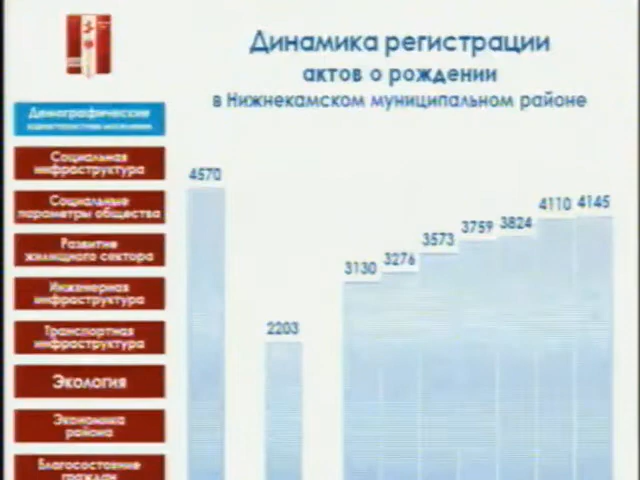 Динамика регистрации
актов о рождении
в Нижнекамском муниципальном районе
Демографические
Социальная
инфраструктура
Социальные
параметры общества
Развитие
жилищного сектора
Инженерная
инфраструктура
Транспортная
инфраструктура
Экология
Экономика
района
Благосостояние
граждан
4570
2203
3130
3276
3573
3759
3824
4110
4145